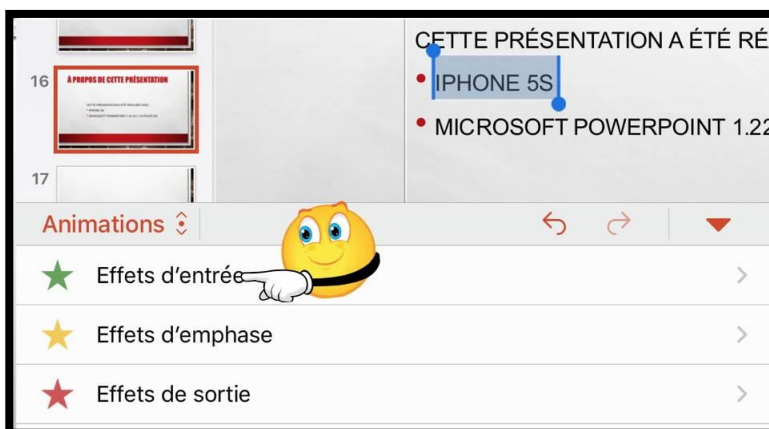 CETTE PRÉSENTATION A ÉTÉ RÉ
16
À PROPOS DE CETTE PRÉSENTATION
• IPHONE 5S
• MICROSOFT POWERPOINT 1.22
17
Animations
Effets d'entrée
Effets d'emphase
Effets de sortie